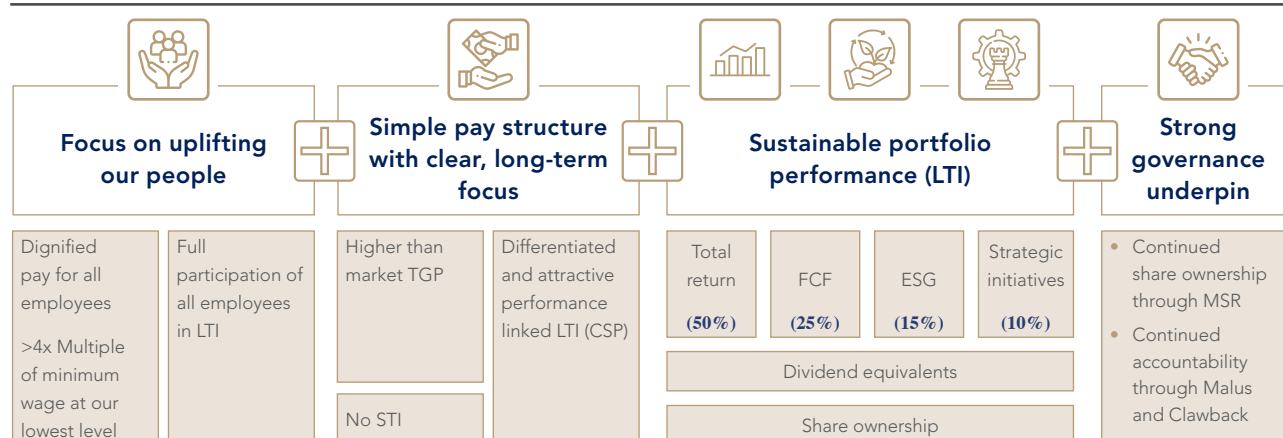 Focus on uplifting
our people
Simple pay structure
with clear, long-term
focus
Sustainable portfolio
performance (LTI)
Strong
governance
underpin
Dignified
pay for all
employees
>4x Multiple
of minimum
wage at our
lowest level
Full
participation of
all employees
in LTI
Higher than
market TGP
No STI
Differentiated
and attractive
performance
linked LTI (CSP)
Total
return
(50%)
FCF
(25%)
ESG
(15%)
Strategic
initiatives
(10%)
Dividend equivalents
Share ownership
• Continued
share ownership
through MSR
• Continued
accountability
through Malus
and Clawback